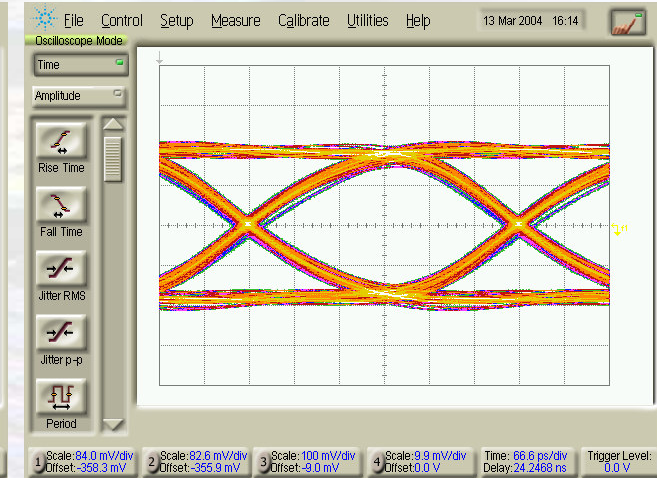 File Control Setup Measure Calibrate Utilities Help 13 Mar 2004 16:14
Oscilloscope Mode
Time
Amplitude
Rise Time
Fall Time
Jitter RMS
Jitter p-p
Period
1 Scale:84.0 mV/div
Offset:-358.3 mV
2 Scale:82.6 mV/div
Offset:-355.9 mV
3 Scale:100 mV/div
Offset:-9.0 mV
4 Scale:9.9 mV/div
Offset:0.0 V
Time: 66.6 ps/div
Delay:24.2468 ns
Trigger Level:
0.0 V